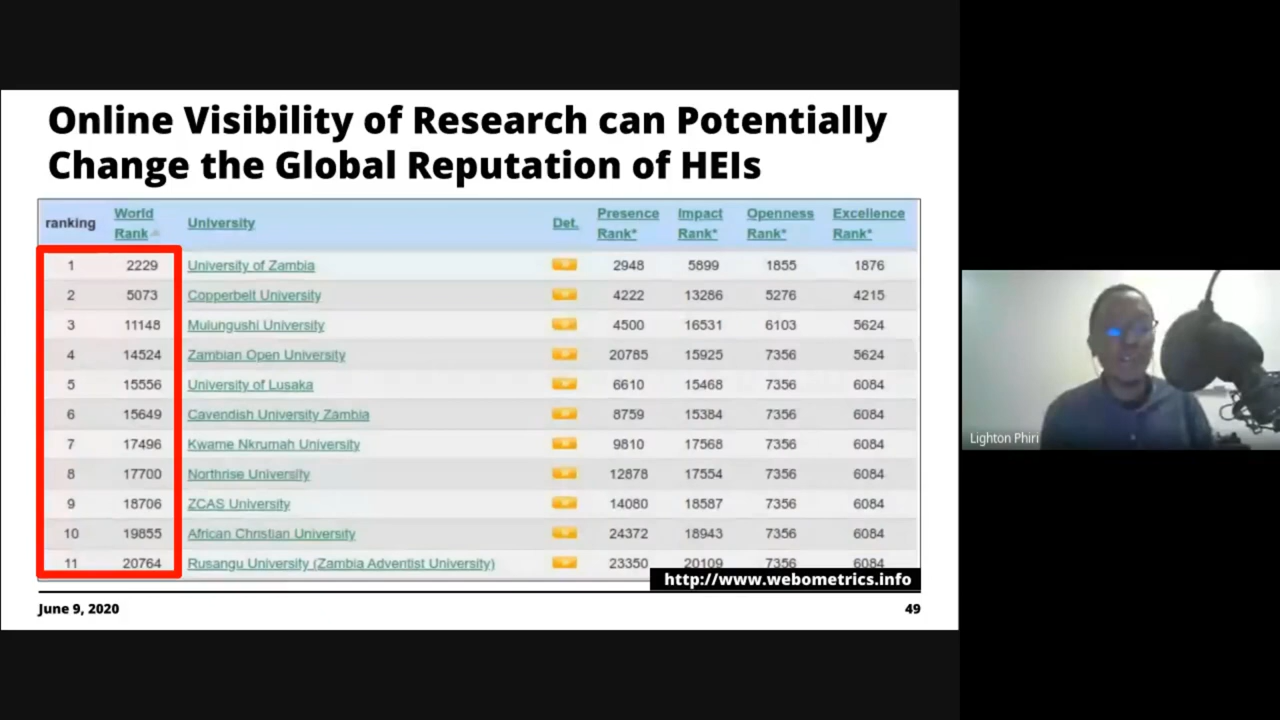 Online Visibility of Research can Potentially
Change the Global Reputation of HEIs
ranking World Rank University Det. Presence Rank* Impact Rank* Openness Rank* Excellence Rank*
1 2229 University of Zambia 2948 5899 1855 1876
2 5073 Copperbelt University 4222 13286 5276 4215
3 11148 Mulungushi University 4500 16531 6103 5624
4 14524 Zambian Open University 20785 15925 7356 5624
5 15556 University of Lusaka 6610 15468 7356 6084
6 15649 Cavendish University Zambia 8759 15384 7356 6084
7 17496 Kwame Nkrumah University 9810 17568 7356 6084
8 17700 Northrise University 12878 17554 7356 6084
9 18706 ZCAS University 14080 18587 7356 6084
10 19855 African Christian University 24372 18943 7356 6084
11 20764 Rusangu University (Zambia Adventist University) 23350 20109 7356 6084
http://www.webometrics.info
June 9, 2020 49
Lighton Phiri